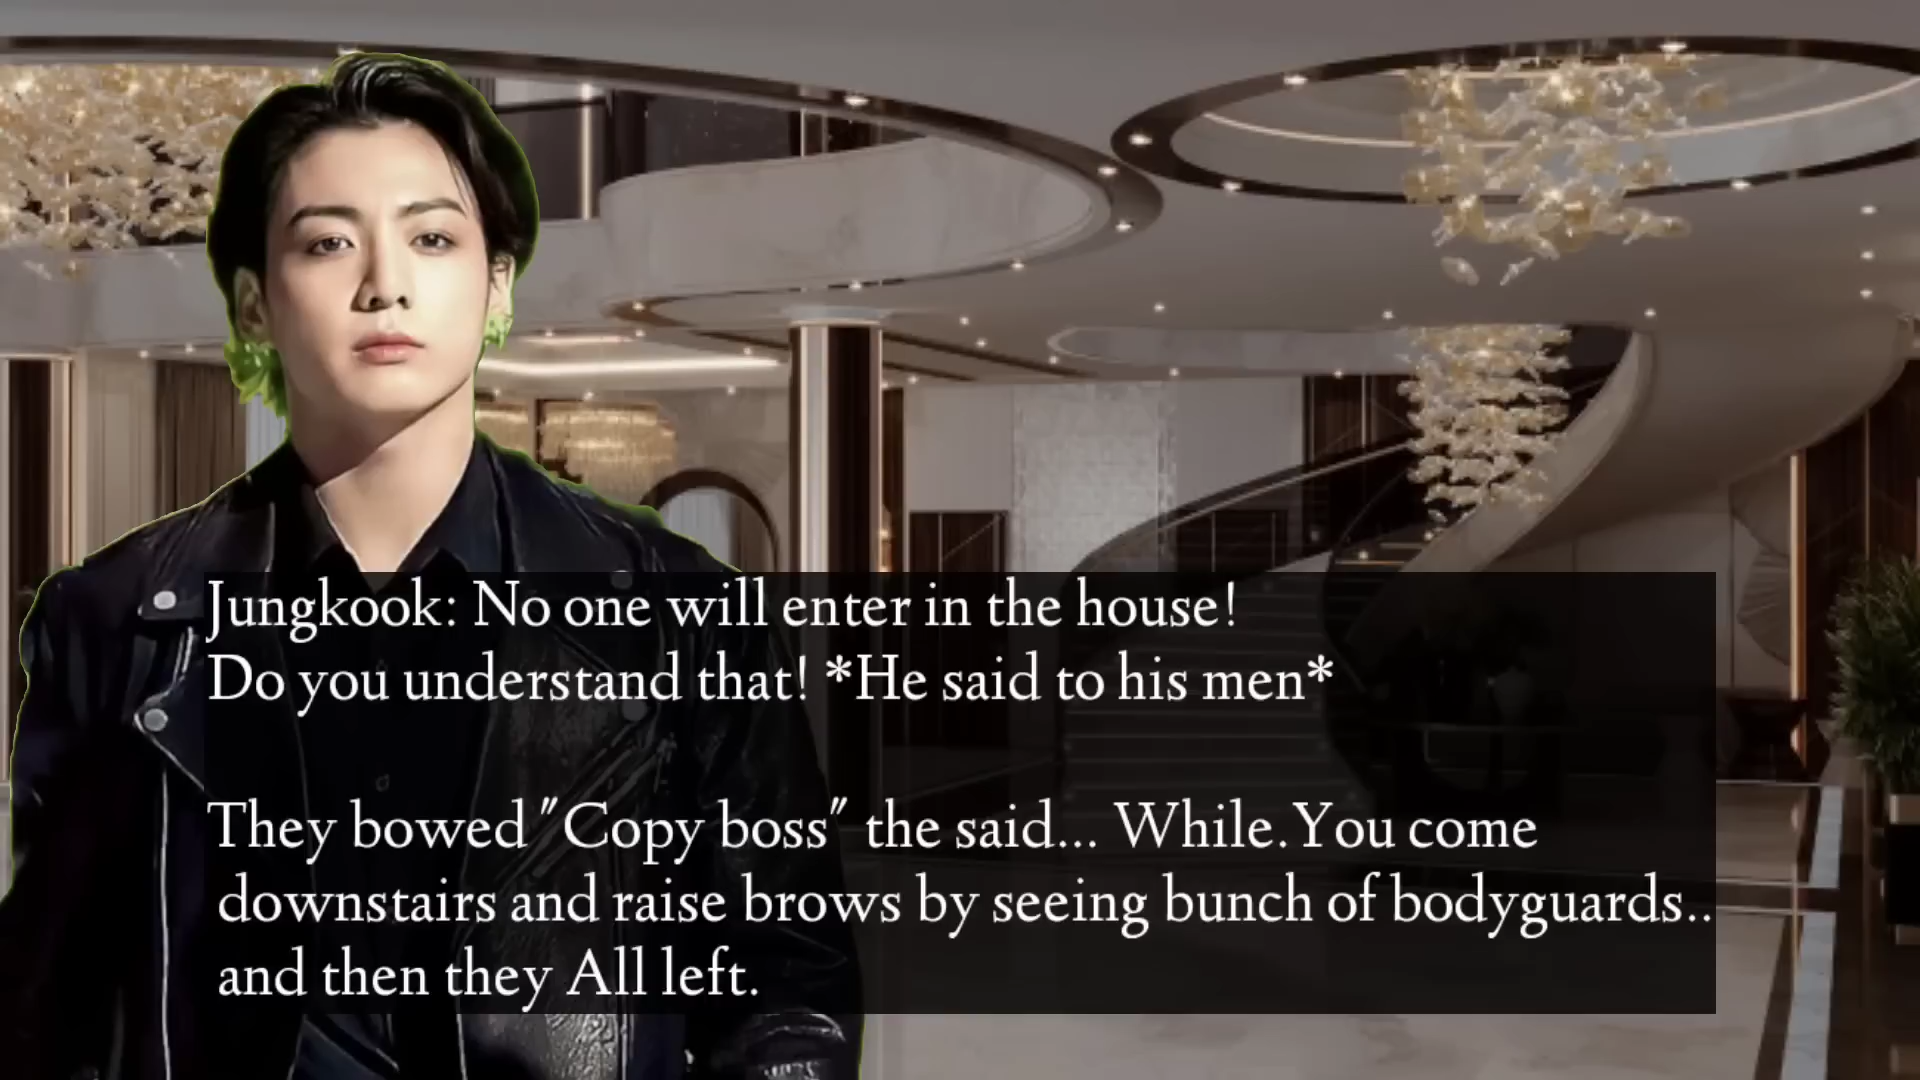 Jungkook: No one will enter in the house!
Do you understand that! *He said to his men*
They bowed "Copy boss" the said... While.You come
downstairs and raise brows by seeing bunch of bodyguards..
and then they All left.